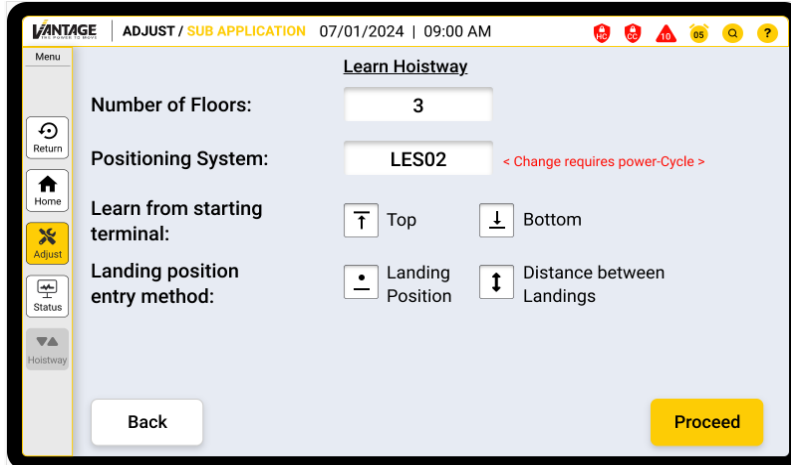 VANTAGE
THE POWER TO MOVE
ADJUST / SUB APPLICATION 07/01/2024 | 09:00 AM
HC
CC
10
05
?
Menu
Return
Home
Adjust
Status
Hoistway
Learn Hoistway
Number of Floors: 3
Positioning System: LES02 < Change requires power-Cycle >
Learn from starting
terminal:
Top
Bottom
Landing position
entry method:
Landing
Position
Distance between
Landings
Back
Proceed